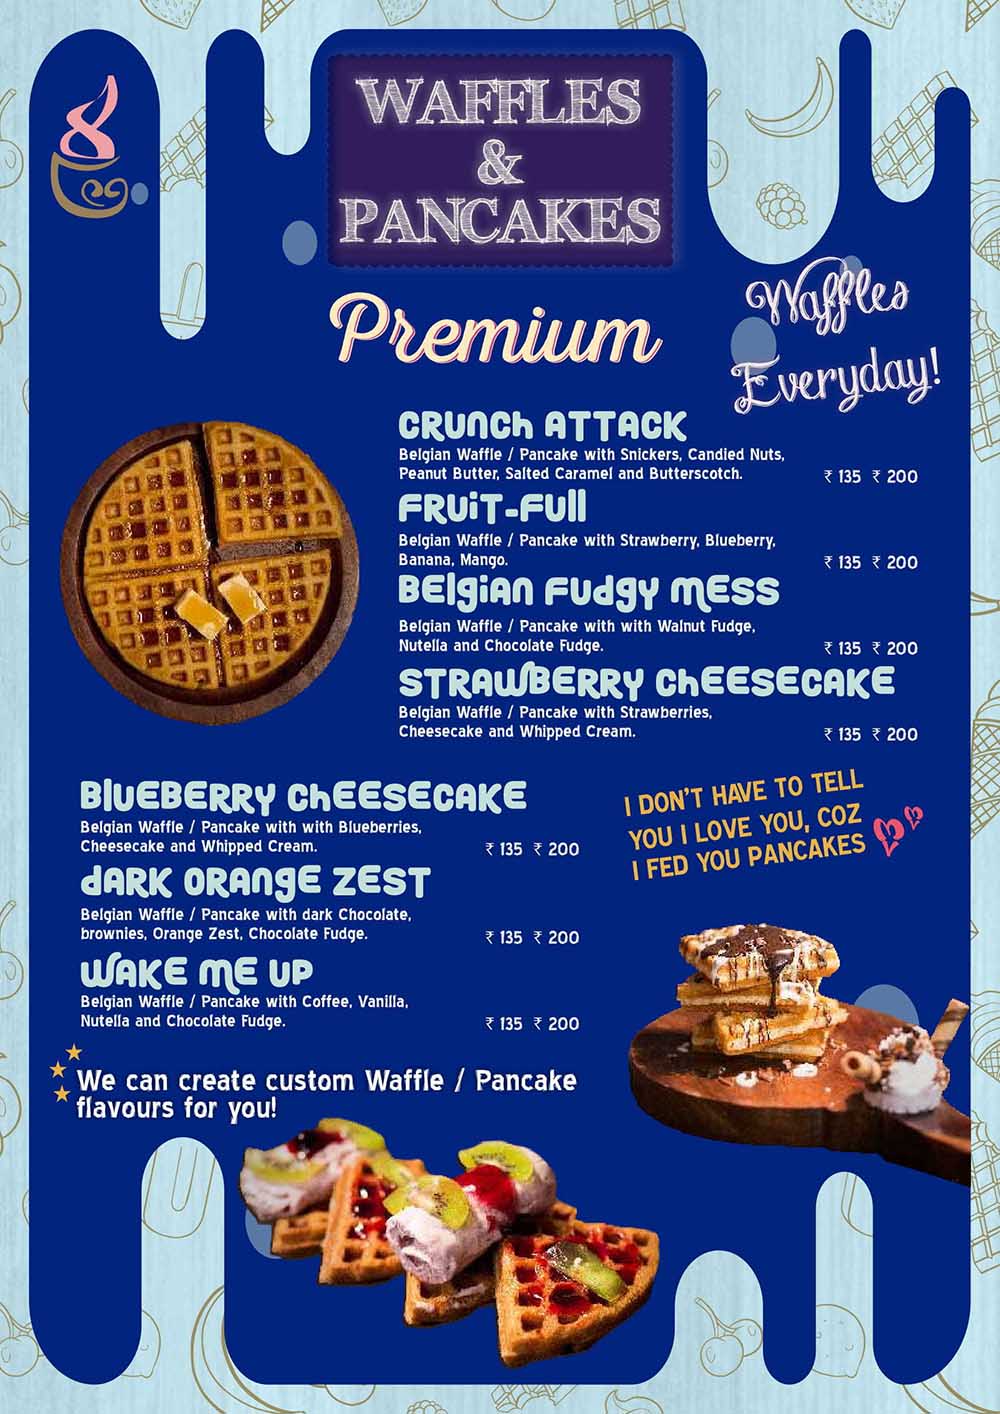 WAFFLES
&
PANCAKES
Premium
Waffles
Everyday!
CRUNCH ATTACK
Belgian Waffle / Pancake with Snickers, Candied Nuts,
Peanut Butter, Salted Caramel and Butterscotch. ₹ 135 ₹ 200
FRUIT-FULL
Belgian Waffle / Pancake with Strawberry, Blueberry,
Banana, Mango. ₹ 135 ₹ 200
BELGIAN FUDGY MESS
Belgian Waffle / Pancake with with Walnut Fudge,
Nutella and Chocolate Fudge. ₹ 135 ₹ 200
STRAWBERRY CHEESECAKE
Belgian Waffle / Pancake with Strawberries,
Cheesecake and Whipped Cream. ₹ 135 ₹ 200
BLUEBERRY CHEESECAKE
Belgian Waffle / Pancake with with Blueberries,
Cheesecake and Whipped Cream. ₹ 135 ₹ 200
DARK ORANGE ZEST
Belgian Waffle / Pancake with dark Chocolate,
brownies, Orange Zest, Chocolate Fudge. ₹ 135 ₹ 200
WAKE ME UP
Belgian Waffle / Pancake with Coffee, Vanilla,
Nutella and Chocolate Fudge. ₹ 135 ₹ 200
I DON'T HAVE TO TELL
YOU I LOVE YOU, COZ
I FED YOU PANCAKES
We can create custom Waffle / Pancake
flavours for you!